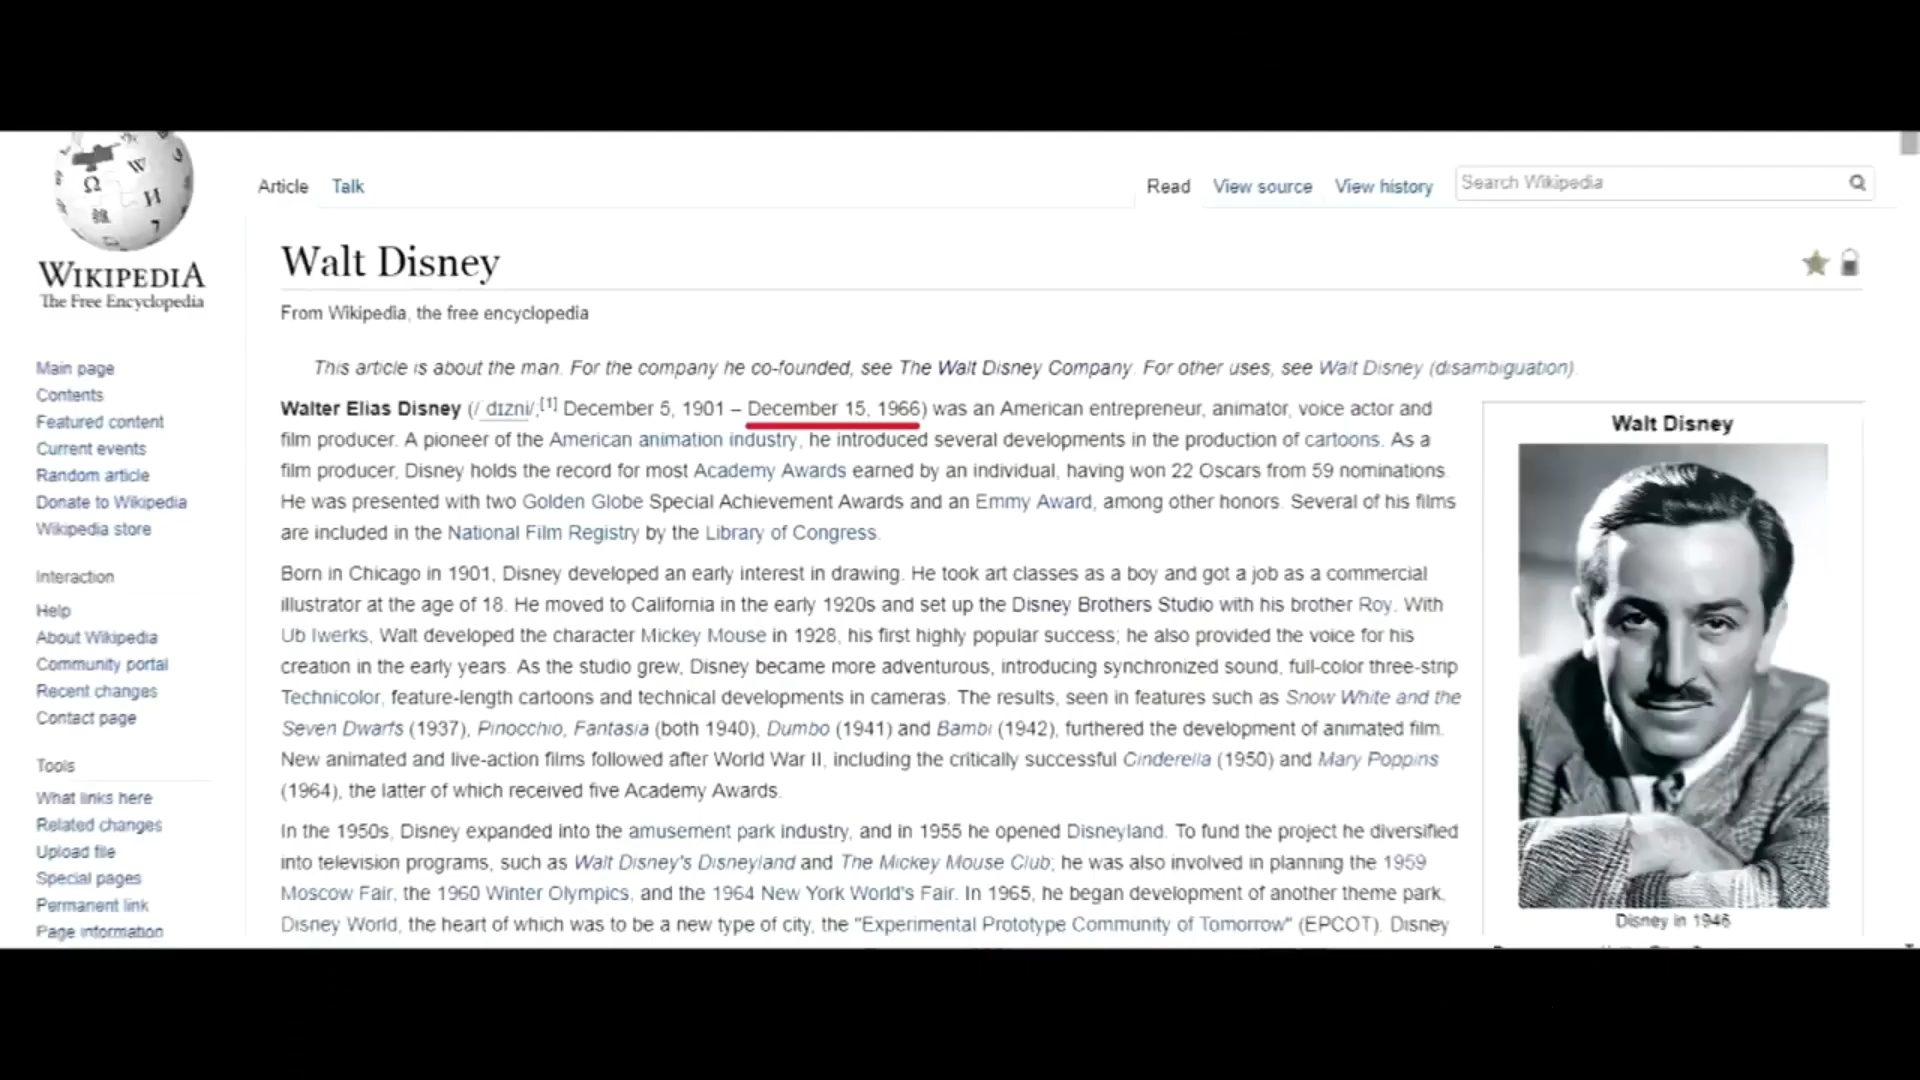 Article Talk Read View source View history Search Wikipedia
WIKIPEDIA
The Free Encyclopedia
Walt Disney
From Wikipedia, the free encyclopedia
This article is about the man. For the company he co-founded, see The Walt Disney Company. For other uses, see Walt Disney (disambiguation).
Walter Elias Disney (/ˈdɪzni/;[1] December 5, 1901 – December 15, 1966) was an American entrepreneur, animator, voice actor and
film producer. A pioneer of the American animation industry, he introduced several developments in the production of cartoons. As a
film producer, Disney holds the record for most Academy Awards earned by an individual, having won 22 Oscars from 59 nominations.
He was presented with two Golden Globe Special Achievement Awards and an Emmy Award, among other honors. Several of his films
are included in the National Film Registry by the Library of Congress.
Born in Chicago in 1901, Disney developed an early interest in drawing. He took art classes as a boy and got a job as a commercial
illustrator at the age of 18. He moved to California in the early 1920s and set up the Disney Brothers Studio with his brother Roy. With
Ub Iwerks, Walt developed the character Mickey Mouse in 1928, his first highly popular success; he also provided the voice for his
creation in the early years. As the studio grew, Disney became more adventurous, introducing synchronized sound, full-color three-strip
Technicolor, feature-length cartoons and technical developments in cameras. The results, seen in features such as Snow White and the
Seven Dwarfs (1937), Pinocchio, Fantasia (both 1940), Dumbo (1941) and Bambi (1942), furthered the development of animated film.
New animated and live-action films followed after World War II, including the critically successful Cinderella (1950) and Mary Poppins
(1964), the latter of which received five Academy Awards.
In the 1950s, Disney expanded into the amusement park industry, and in 1955 he opened Disneyland. To fund the project he diversified
into television programs, such as Walt Disney's Disneyland and The Mickey Mouse Club; he was also involved in planning the 1959
Moscow Fair, the 1960 Winter Olympics, and the 1964 New York World's Fair. In 1965, he began development of another theme park,
Disney World, the heart of which was to be a new type of city, the "Experimental Prototype Community of Tomorrow" (EPCOT). Disney
Walt Disney
Disney in 1946
Main page
Contents
Featured content
Current events
Random article
Donate to Wikipedia
Wikipedia store
Interaction
Help
About Wikipedia
Community portal
Recent changes
Contact page
Tools
What links here
Related changes
Upload file
Special pages
Permanent link
Page information